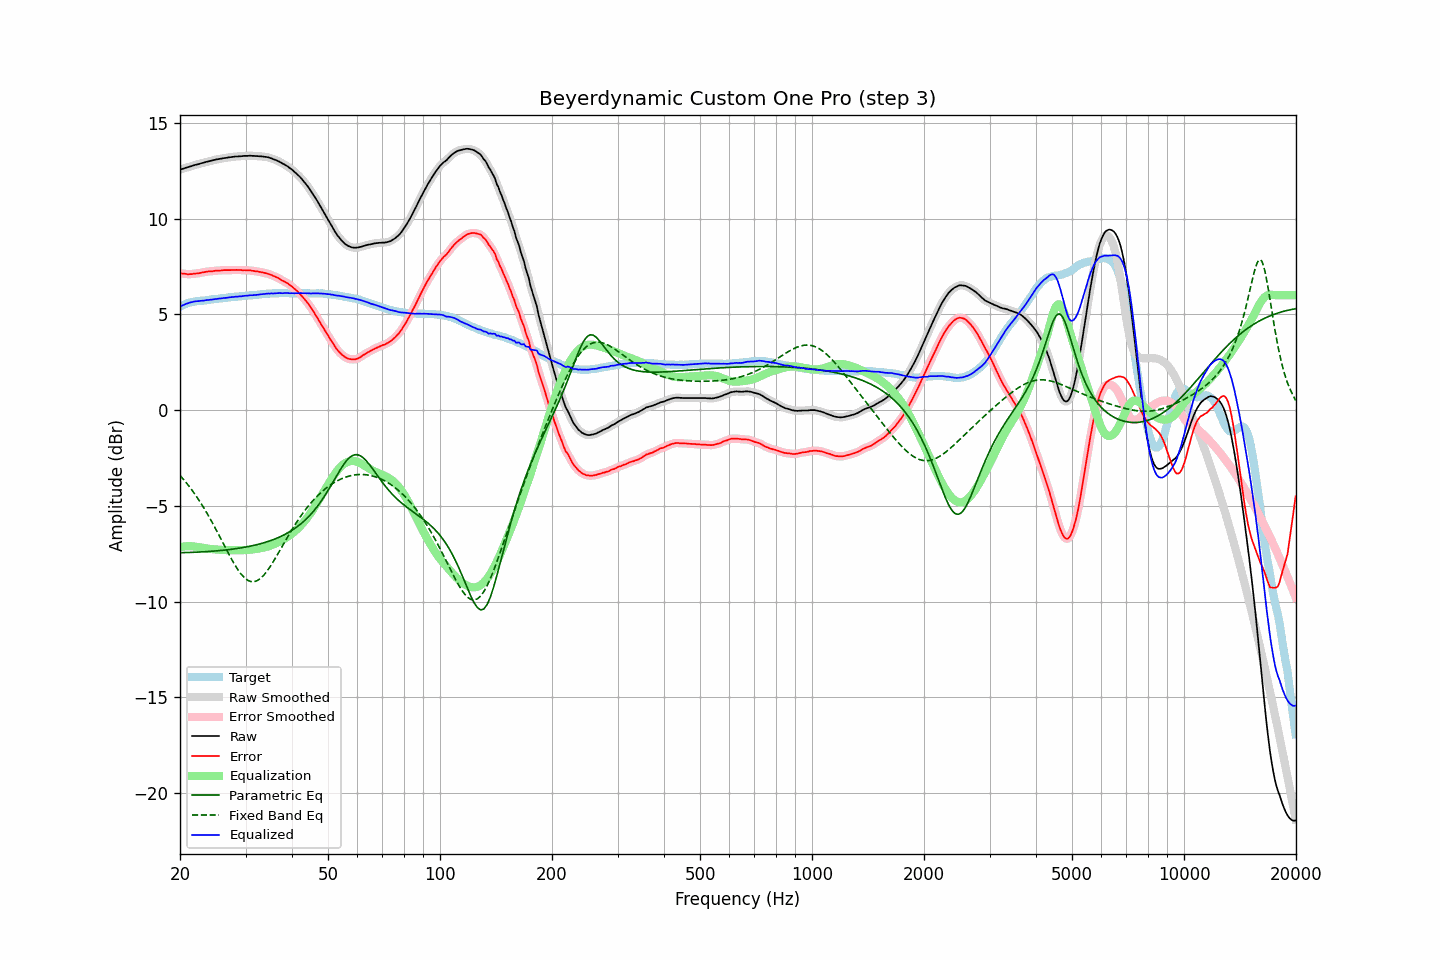 Beyerdynamic Custom One Pro (step 3)
15
10
5
0
−5
−10
−15
−20
Amplitude (dBr)
Target
Raw Smoothed
Error Smoothed
Raw
Error
Equalization
Parametric Eq
Fixed Band Eq
Equalized
20 50 100 200 500 1000 2000 5000 10000 20000
Frequency (Hz)